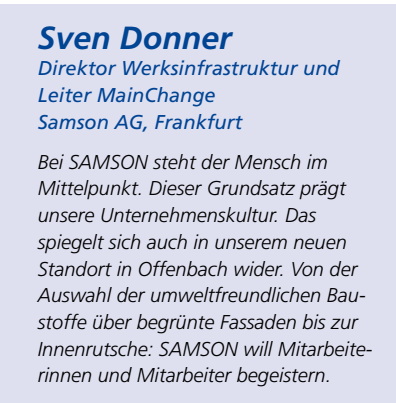 Sven Donner
Direktor Werksinfrastruktur und
Leiter MainChange
Samson AG, Frankfurt
Bei SAMSON steht der Mensch im
Mittelpunkt. Dieser Grundsatz prägt
unsere Unternehmenskultur. Das
spiegelt sich auch in unserem neuen
Standort in Offenbach wider. Von der
Auswahl der umweltfreundlichen Bau-
stoffe über begrünte Fassaden bis zur
Innenrutsche: SAMSON will Mitarbeite-
rinnen und Mitarbeiter begeistern.